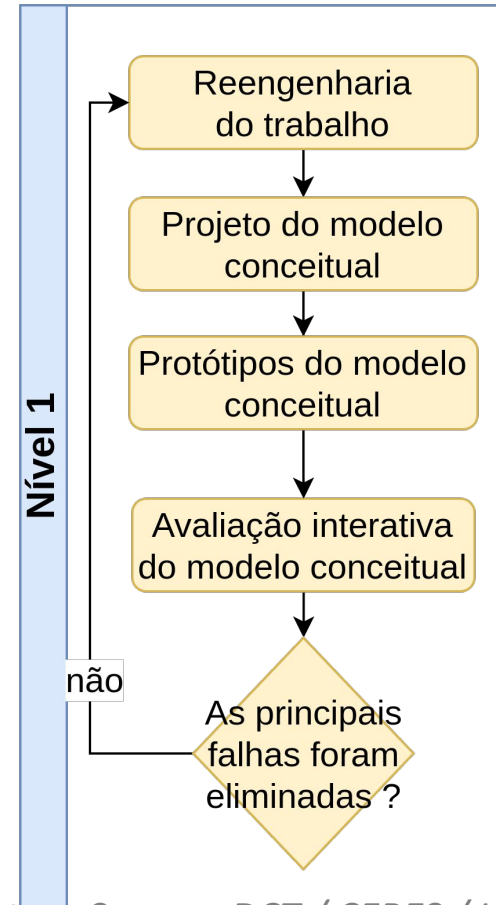 Nível 1
Reengenharia
do trabalho
Projeto do modelo
conceitual
Protótipos do modelo
conceitual
Avaliação interativa
do modelo conceitual
não
As principais
falhas foram
eliminadas ?